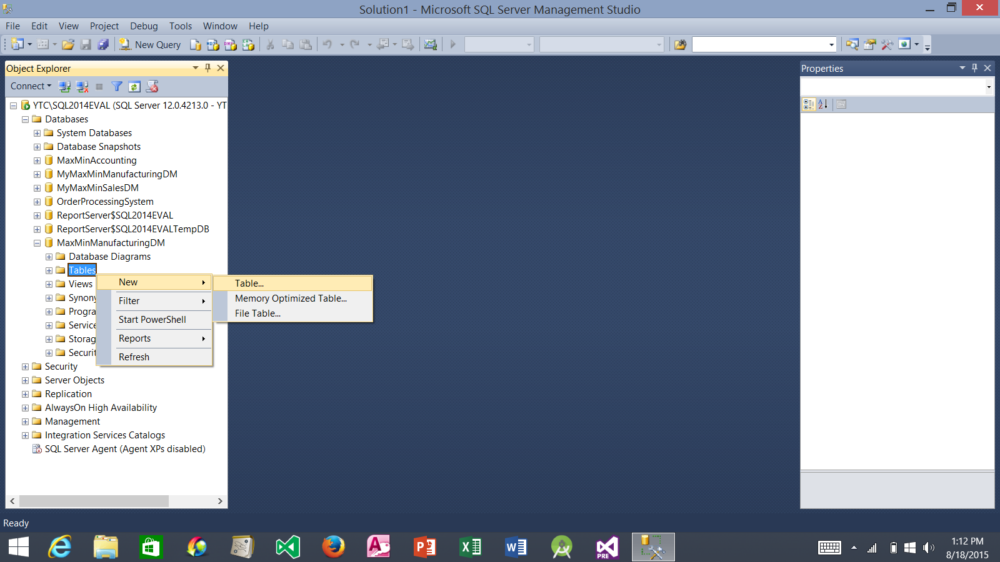 Solution1 - Microsoft SQL Server Management Studio
File Edit View Project Debug Tools Window Help
New Query
Object Explorer
Connect
YTC\SQL2014EVAL (SQL Server 12.0.4213.0 - YT
Databases
System Databases
Database Snapshots
MaxMinAccounting
MyMaxMinManufacturingDM
MyMaxMinSalesDM
OrderProcessingSystem
ReportServer$SQL2014EVAL
ReportServer$SQL2014EVALTempDB
MaxMinManufacturingDM
Database Diagrams
Tables
Views
Synony
Progra
Service
Storag
Securit
New
Filter
Start PowerShell
Reports
Refresh
Table...
Memory Optimized Table...
File Table...
Security
Server Objects
Replication
AlwaysOn High Availability
Management
Integration Services Catalogs
SQL Server Agent (Agent XPs disabled)
Properties
Ready
PRE
1:12 PM
8/18/2015